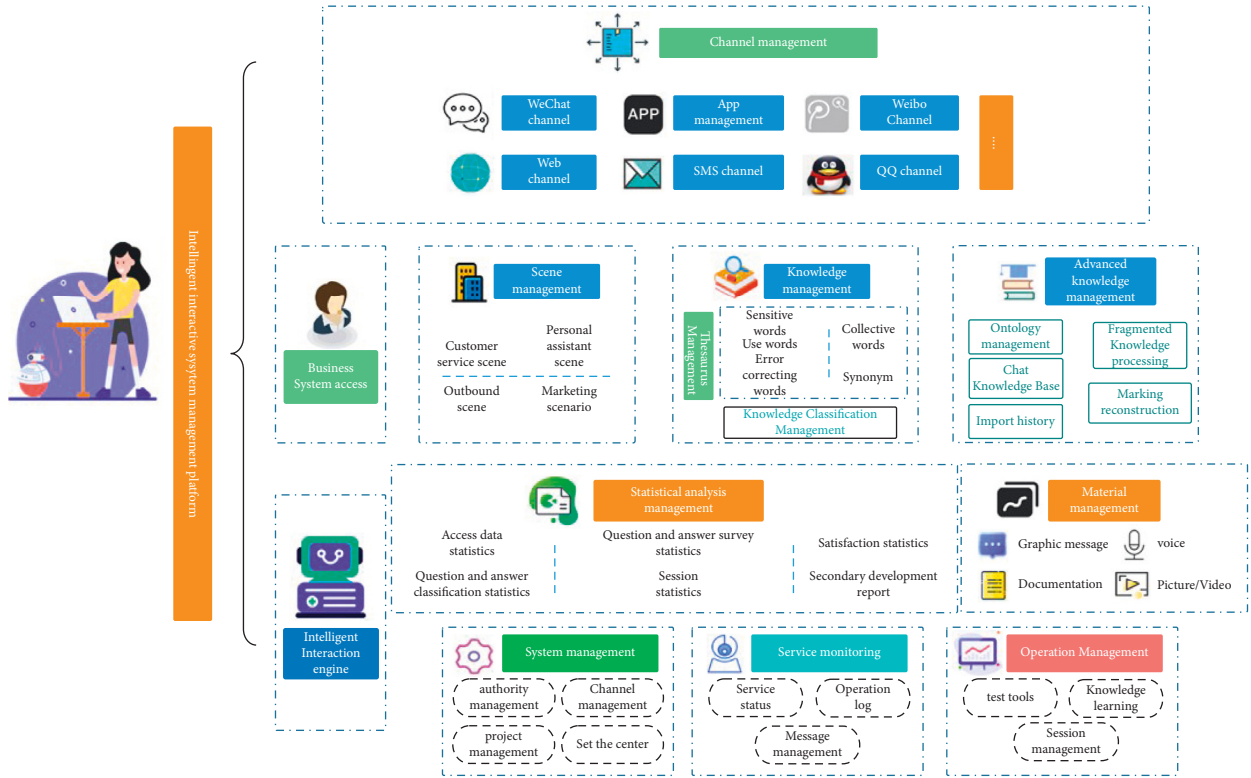 Intellingent interactive sysytem management platform
Channel management
WeChat
channel
APP
App
management
Weibo
Channel
Web
channel
SMS channel
QQ channel
...
Business
System access
Scene
management
Customer
service scene
Personal
assistant
scene
Outbound
scene
Marketing
scenario
Knowledge
management
Thesaurus
Management
Sensitive
words
Use words
Error
correcting
words
Collective
words
Synonym
Knowledge Classification
Management
Advanced
knowledge
management
Ontology
management
Fragmented
Knowledge
processing
Chat
Knowledge Base
Marking
reconstruction
Import history
Intelligent
Interaction
engine
Statistical analysis
management
Access data
statistics
Question and answer survey
statistics
Satisfaction statistics
Question and answer
classification statistics
Session
statistics
Secondary development
report
Material
management
Graphic message
voice
Documentation
Picture/Video
System management
authority
management
Channel
management
project
management
Set the center
Service monitoring
Service
status
Operation
log
Message
management
Operation Management
test tools
Knowledge
learning
Session
management